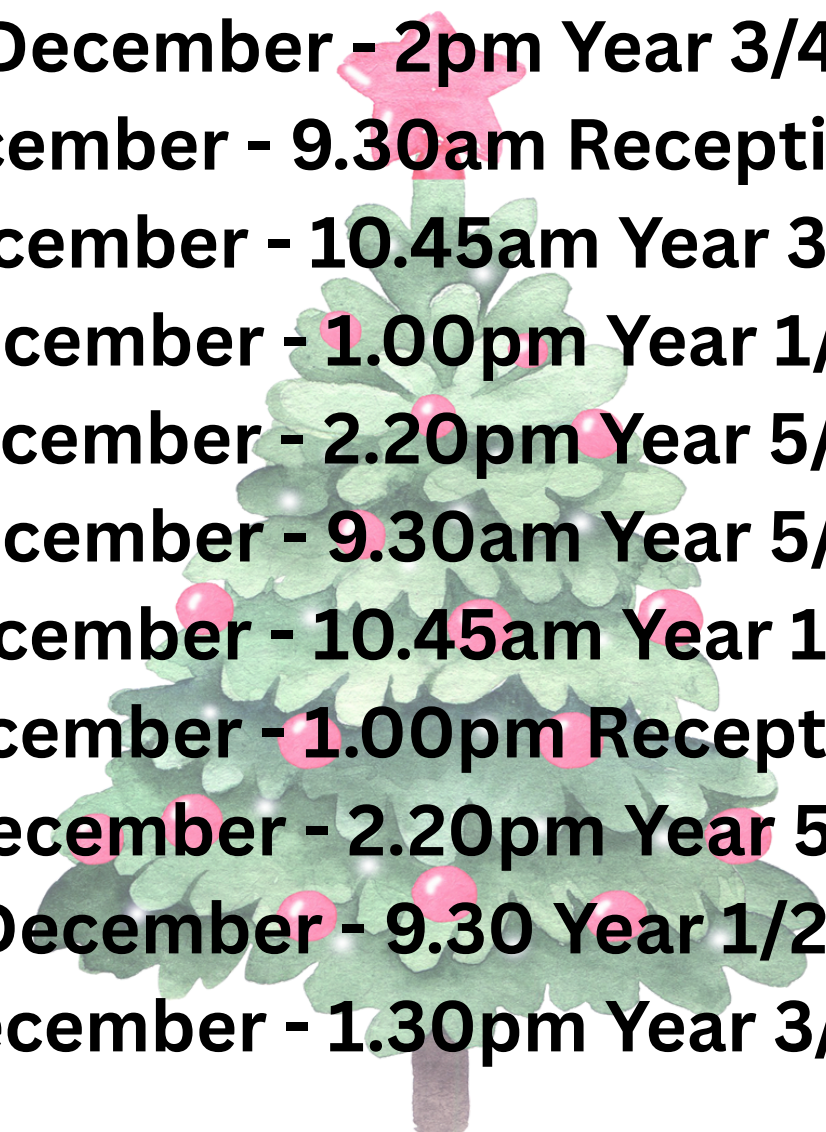 December - 2pm Year 3/4
cember - 9.30am Recepti
cember - 10.45am Year 3
cember - 1.00pm Year 1/
cember - 2.20pm Year 5/
cember - 9.30am Year 5/
cember - 10.45am Year 1
cember - 1.00pm Recept
ecember - 2.20pm Year 5
December - 9.30 Year 1/2
ecember - 1.30pm Year 3/